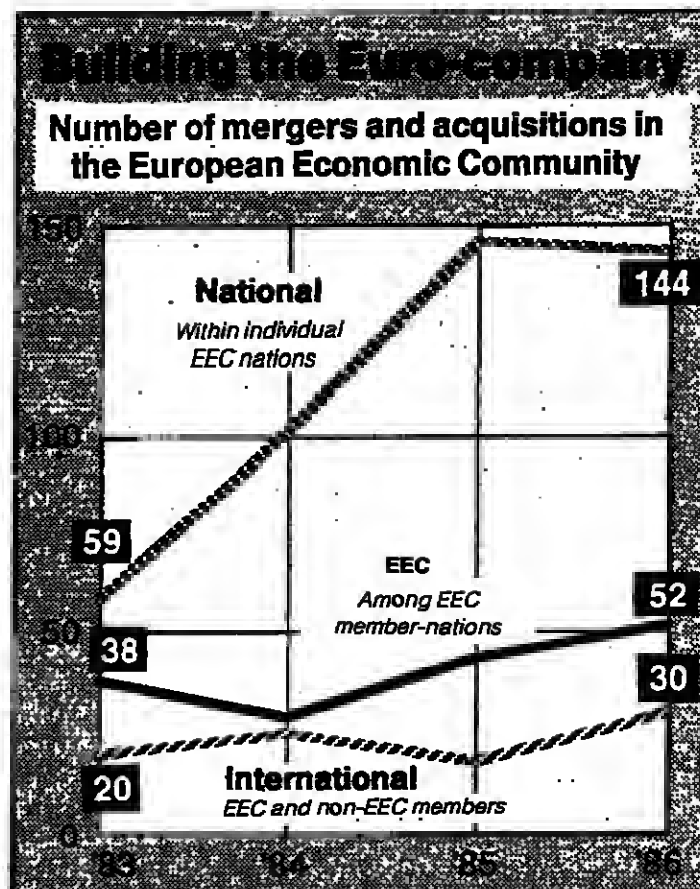 Building the Euro-company
Number of mergers and acquisitions in
the European Economic Community
150
National
Within individual
EEC nations
144
100
59
EEC
Among EEC
member-nations
52
50
38
30
20
International
EEC and non-EEC members
0
'83 '84 '85 '86